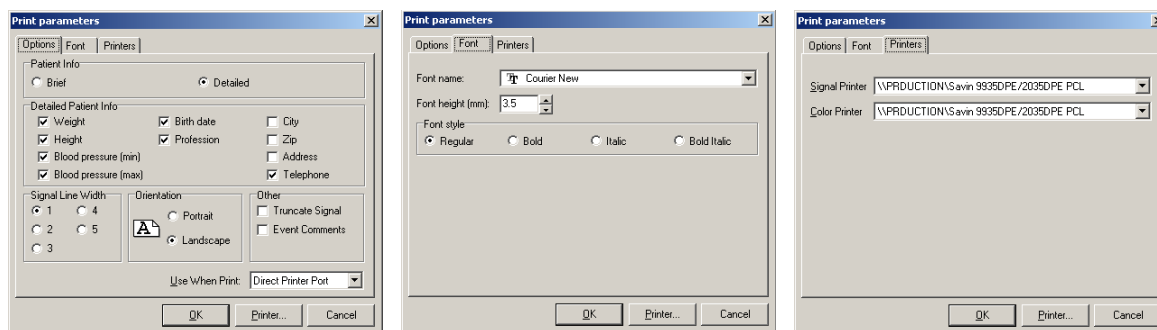 Print parameters
Options Font Printers
Patient Info
Brief Detailed
Detailed Patient Info
Weight Birth date City
Height Profession Zip
Blood pressure (min) Address
Blood pressure (max) Telephone
Signal Line Width Orientation Other
1 4 Portrait Truncate Signal
2 5 Landscape Event Comments
3
A
Use When Print: Direct Printer Port
OK Printer... Cancel
Print parameters
Options Font Printers
Font name: Courier New
Font height (mm): 3.5
Font style
Regular Bold Italic Bold Italic
OK Printer... Cancel
Print parameters
Options Font Printers
Signal Printer \\PRDUCTION\Savin 9935DPE/2035DPE PCL
Color Printer \\PRDUCTION\Savin 9935DPE/2035DPE PCL
OK Printer... Cancel